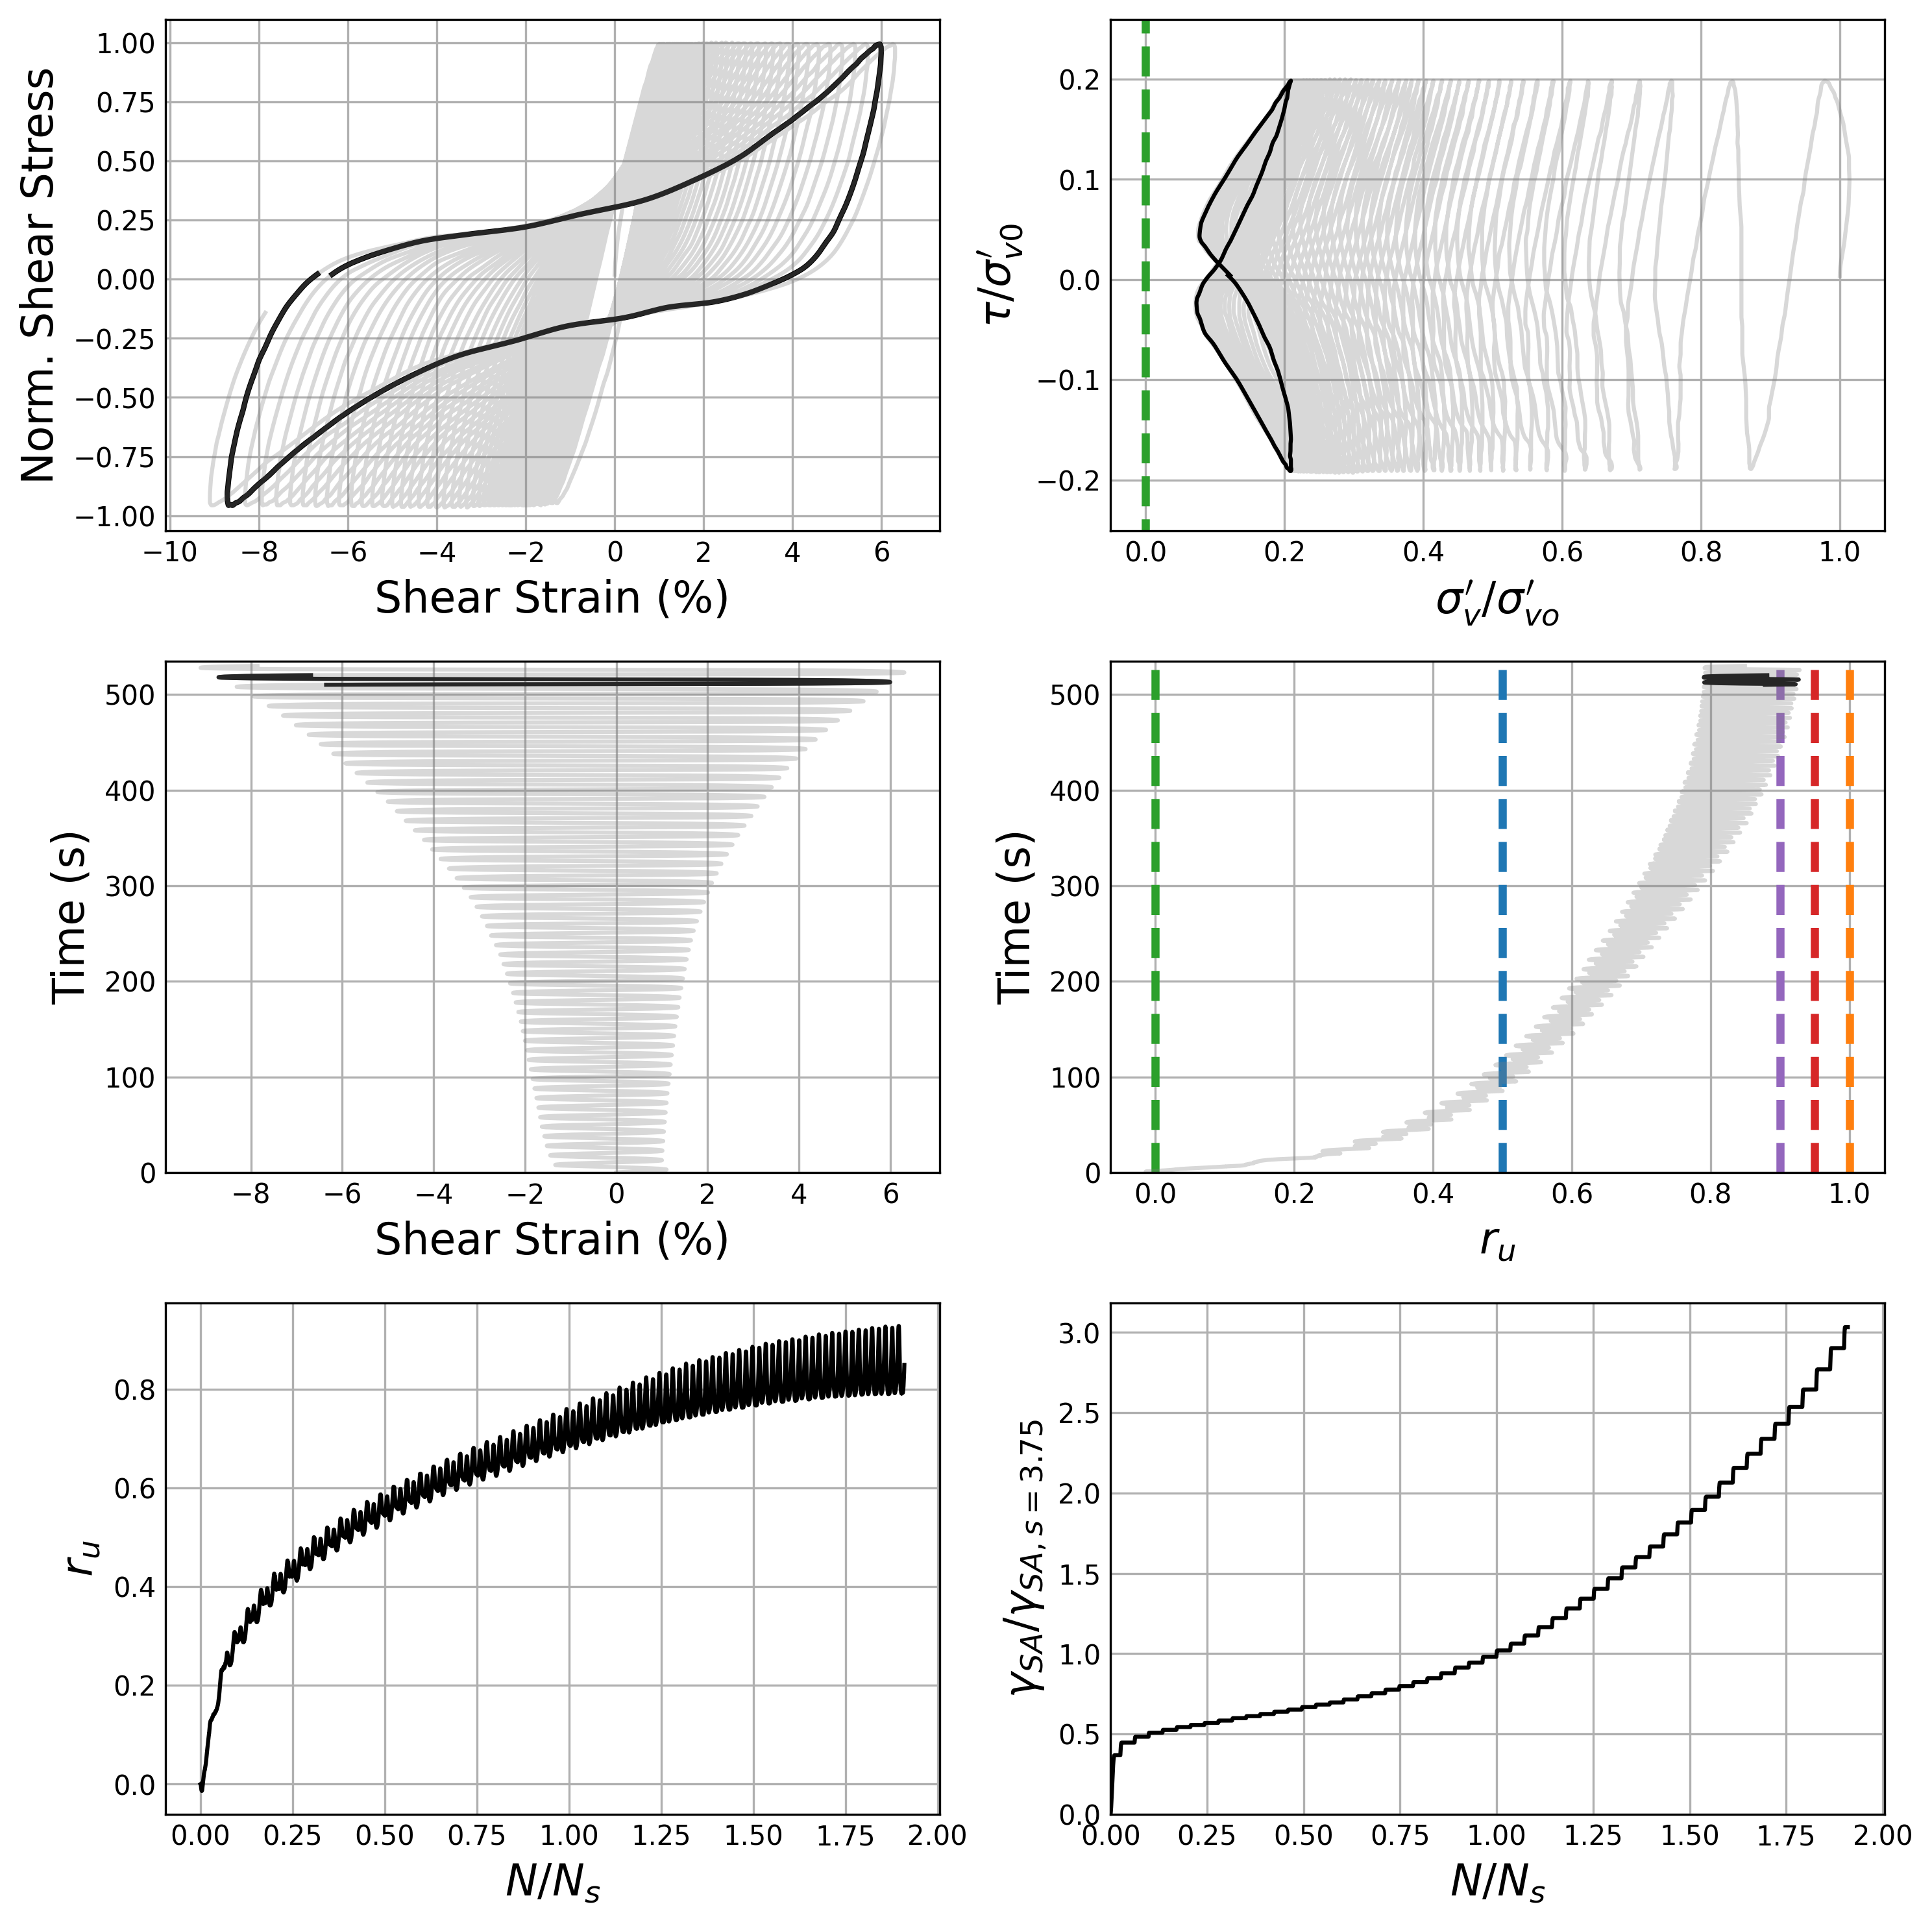 1.00
0.75
0.50
0.25
0.00
−0.25
−0.50
−0.75
−1.00
Norm. Shear Stress
−10 −8 −6 −4 −2 0 2 4 6
Shear Strain (%)
0.2
0.1
0.0
−0.1
−0.2
τ/σ′v0
0.0 0.2 0.4 0.6 0.8 1.0
σ′v/σ′vo
500
400
300
200
100
0
Time (s)
−8 −6 −4 −2 0 2 4 6
Shear Strain (%)
500
400
300
200
100
0
Time (s)
0.0 0.2 0.4 0.6 0.8 1.0
ru
0.8
0.6
0.4
0.2
0.0
ru
0.00 0.25 0.50 0.75 1.00 1.25 1.50 1.75 2.00
N/Ns
3.0
2.5
2.0
1.5
1.0
0.5
0.0
γSA/γSA, s = 3.75
0.00 0.25 0.50 0.75 1.00 1.25 1.50 1.75 2.00
N/Ns